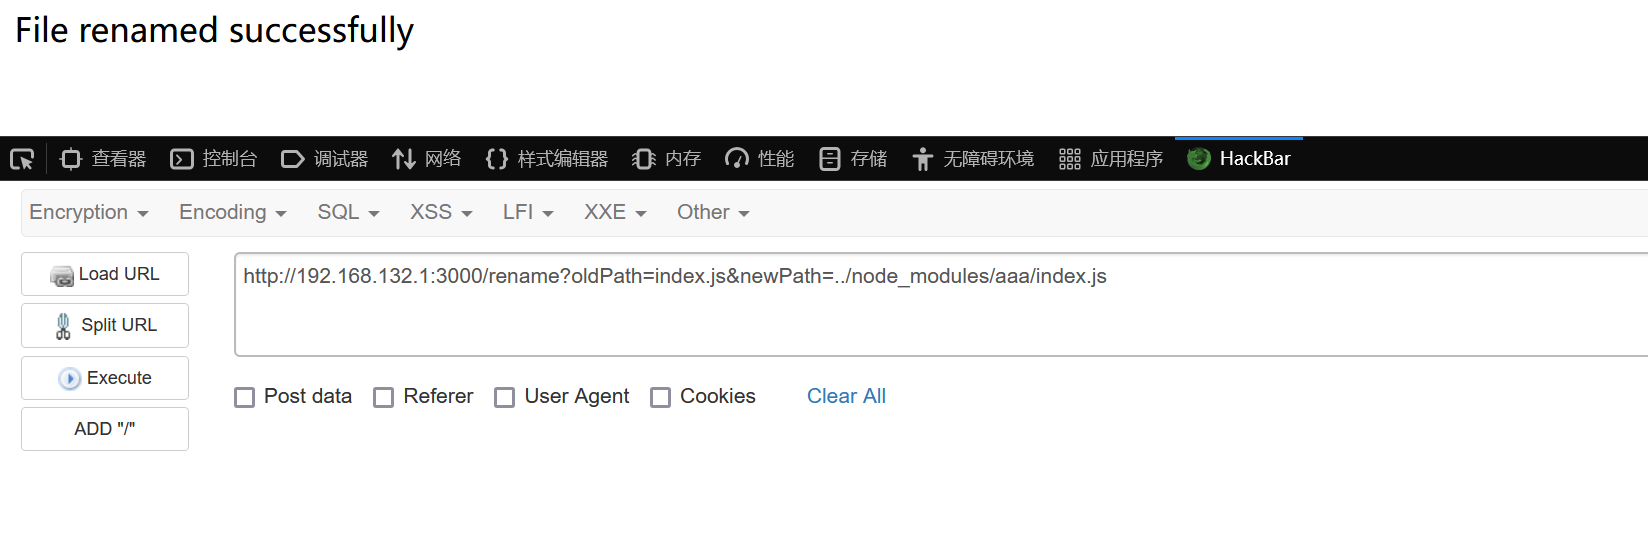 File renamed successfully
查看器 控制台 调试器 网络 样式编辑器 内存 性能 存储 无障碍环境 应用程序 HackBar
Encryption Encoding SQL XSS LFI XXE Other
Load URL
http://192.168.132.1:3000/rename?oldPath=index.js&newPath=../node_modules/aaa/index.js
Split URL
Execute
Post data Referer User Agent Cookies Clear All
ADD "/"